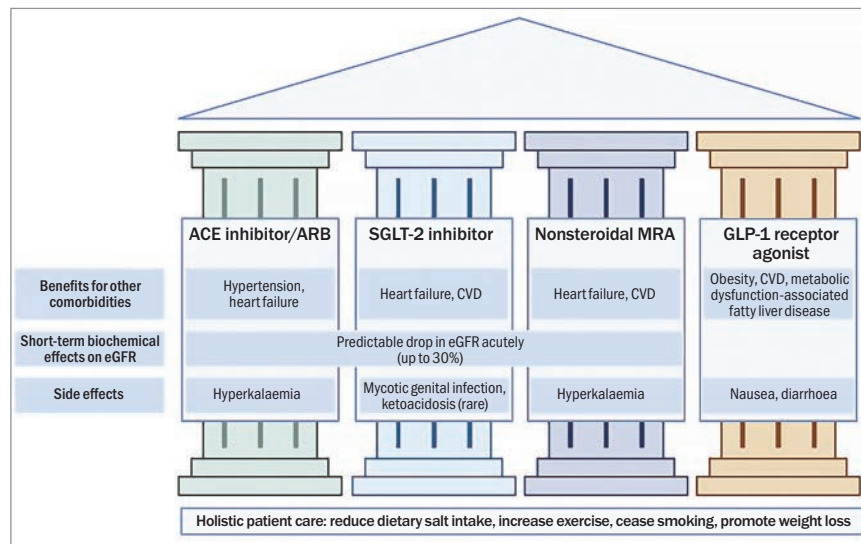 ACE inhibitor/ARB
SGLT-2 inhibitor
Nonsteroidal MRA
GLP-1 receptor
agonist
Benefits for other
comorbidities
Hypertension,
heart failure
Heart failure, CVD
Heart failure, CVD
Obesity, CVD, metabolic
dysfunction-associated
fatty liver disease
Short-term biochemical
effects on eGFR
Predictable drop in eGFR acutely
(up to 30%)
Side effects
Hyperkalaemia
Mycotic genital infection,
ketoacidosis (rare)
Hyperkalaemia
Nausea, diarrhoea
Holistic patient care: reduce dietary salt intake, increase exercise, cease smoking, promote weight loss